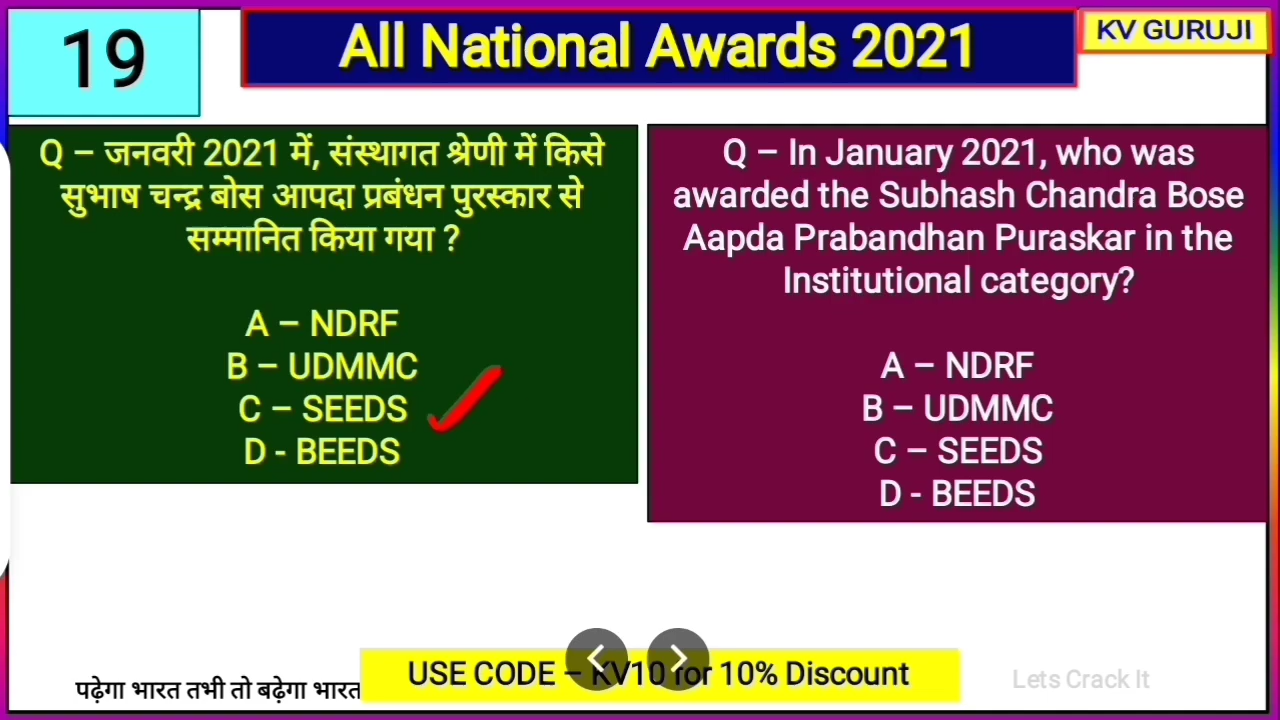 19
All National Awards 2021
KV GURUJI
Q – जनवरी 2021 में, संस्थागत श्रेणी में किसे
सुभाष चन्द्र बोस आपदा प्रबंधन पुरस्कार से
सम्मानित किया गया ?
A – NDRF
B – UDMMC
C – SEEDS
D - BEEDS
Q – In January 2021, who was
awarded the Subhash Chandra Bose
Aapda Prabandhan Puraskar in the
Institutional category?
A – NDRF
B – UDMMC
C – SEEDS
D - BEEDS
पढ़ेगा भारत तभी तो बढ़ेगा भारत
USE CODE – KV10 for 10% Discount
Lets Crack It